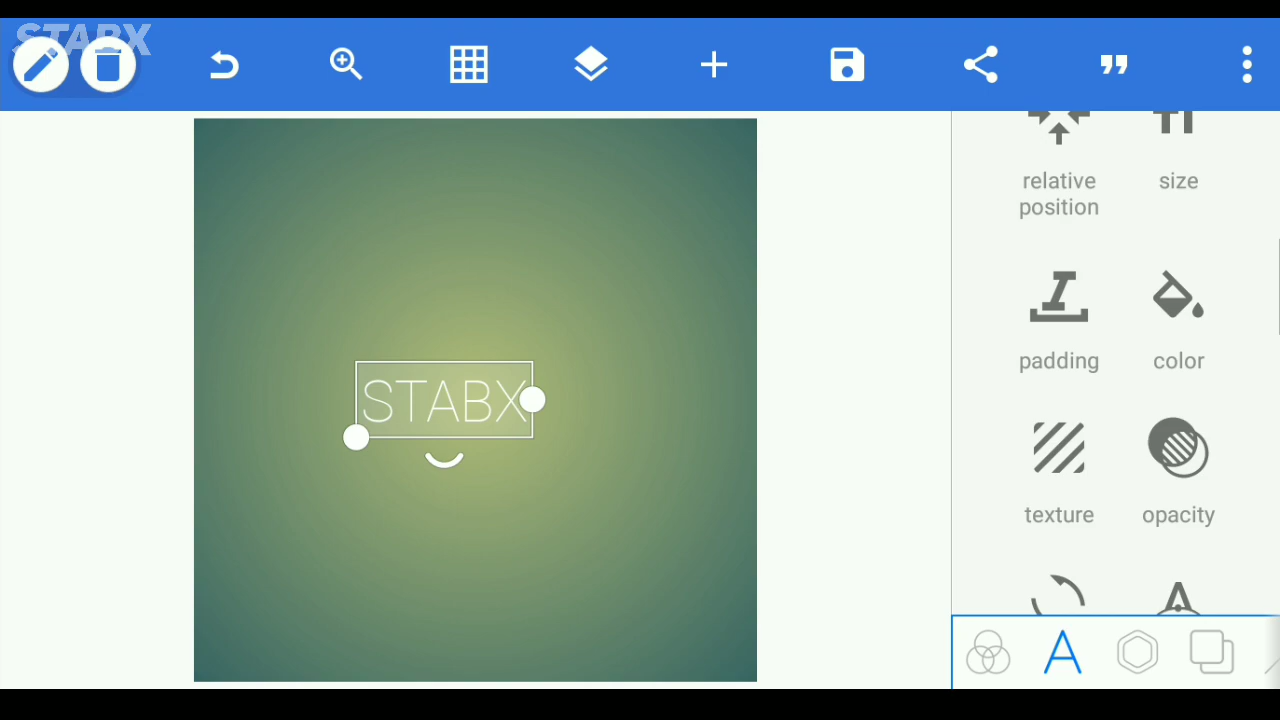 STABX
relative
position
size
STABX
padding
color
texture
opacity